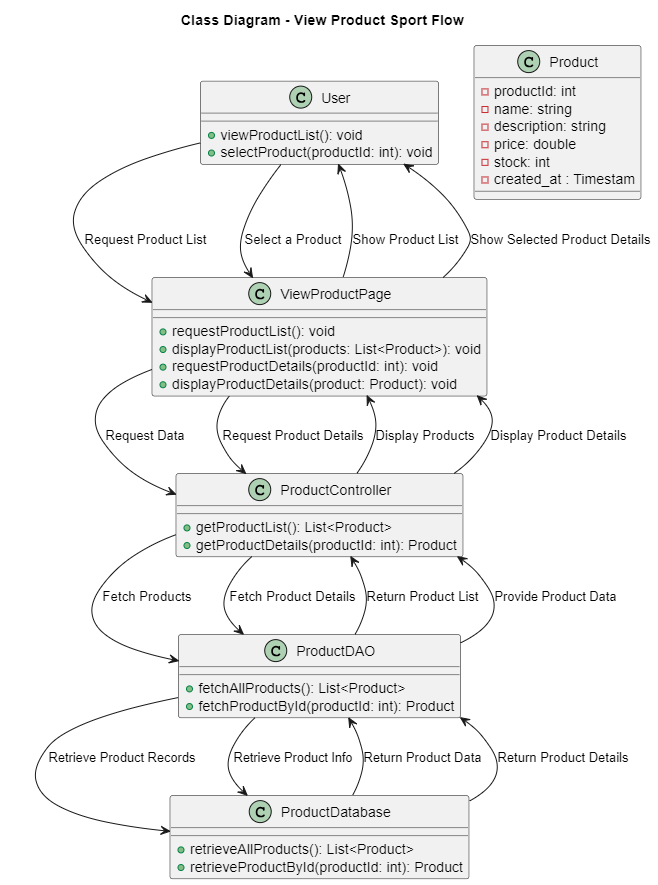 Class Diagram - View Product Sport Flow
C Product
productId: int
name: string
description: string
price: double
stock: int
created_at : Timestam
C User
viewProductList(): void
selectProduct(productId: int): void
Request Product List
Select a Product
Show Product List
Show Selected Product Details
C ViewProductPage
requestProductList(): void
displayProductList(products: List<Product>): void
requestProductDetails(productId: int): void
displayProductDetails(product: Product): void
Request Data
Request Product Details
Display Products
Display Product Details
C ProductController
getProductList(): List<Product>
getProductDetails(productId: int): Product
Fetch Products
Fetch Product Details
Return Product List
Provide Product Data
C ProductDAO
fetchAllProducts(): List<Product>
fetchProductById(productId: int): Product
Retrieve Product Records
Retrieve Product Info
Return Product Data
Return Product Details
C ProductDatabase
retrieveAllProducts(): List<Product>
retrieveProductById(productId: int): Product